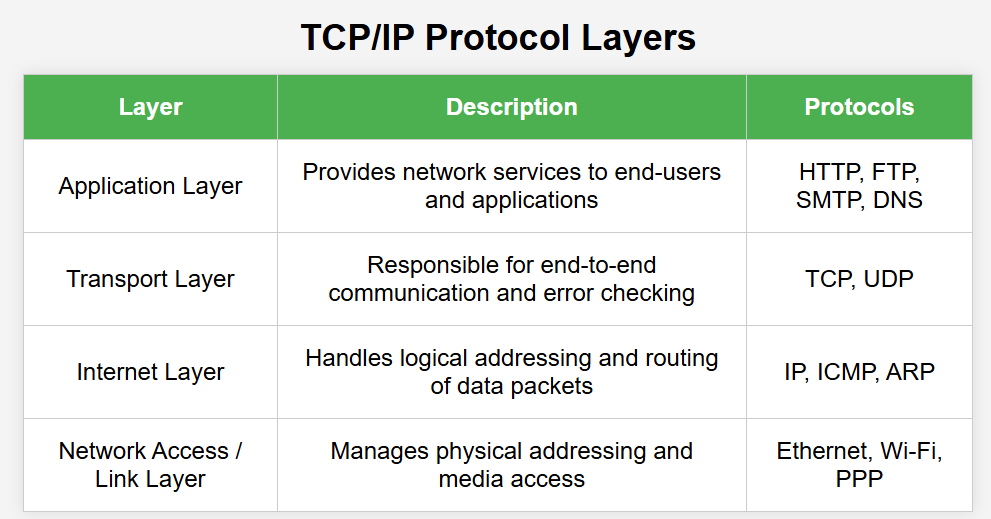 TCP/IP Protocol Layers
Layer
Description
Protocols
Application Layer
Provides network services to end-users
and applications
HTTP, FTP,
SMTP, DNS
Transport Layer
Responsible for end-to-end
communication and error checking
TCP, UDP
Internet Layer
Handles logical addressing and routing
of data packets
IP, ICMP, ARP
Network Access /
Link Layer
Manages physical addressing and
media access
Ethernet, Wi-Fi,
PPP